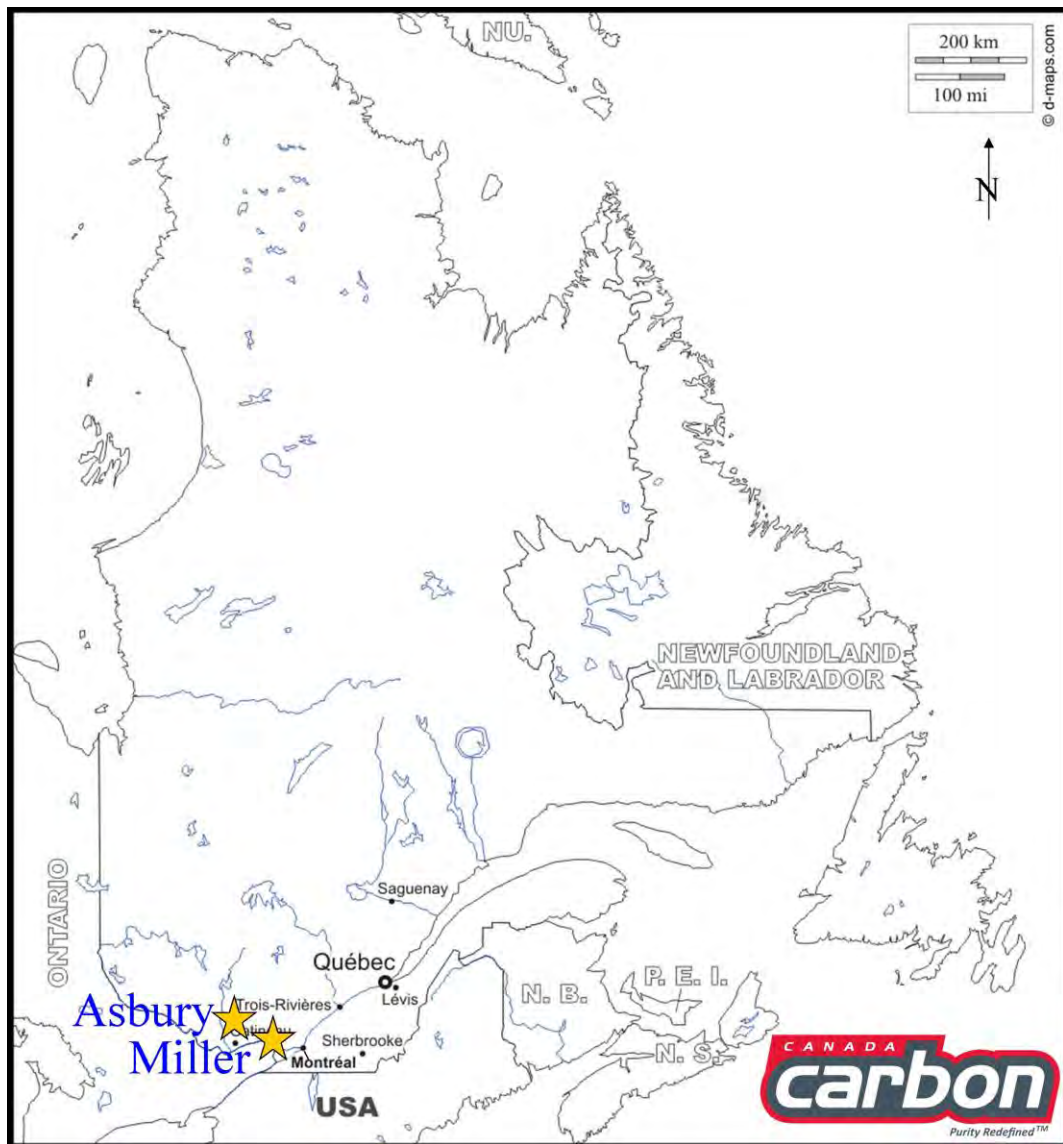 NU.
200 km
100 mi
© d-maps.com
N
NEWFOUNDLAND
AND LABRADOR
ONTARIO
Saguenay
Québec
Lévis
Trois-Rivières
N. B.
P. E. I.
N. S.
Asbury
Miller
Sherbrooke
Montréal
USA
CANADA
carbon
Purity Redefined™